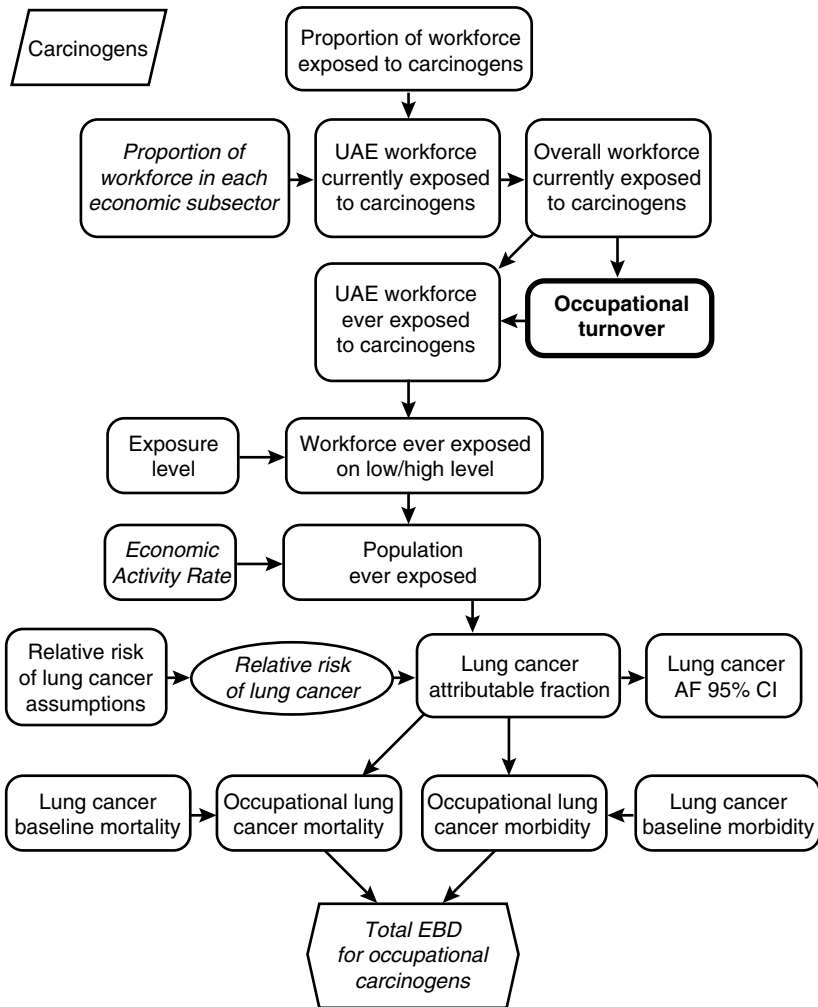 Carcinogens
Proportion of workforce
exposed to carcinogens
Proportion of
workforce in each
economic subsector
UAE workforce
currently exposed
to carcinogens
Overall workforce
currently exposed
to carcinogens
UAE workforce
ever exposed
to carcinogens
Occupational
turnover
Exposure
level
Workforce ever exposed
on low/high level
Economic
Activity Rate
Population
ever exposed
Relative risk
of lung cancer
assumptions
Relative risk
of lung cancer
Lung cancer
attributable fraction
Lung cancer
AF 95% CI
Lung cancer
baseline mortality
Occupational lung
cancer mortality
Occupational lung
cancer morbidity
Lung cancer
baseline morbidity
Total EBD
for occupational
carcinogens